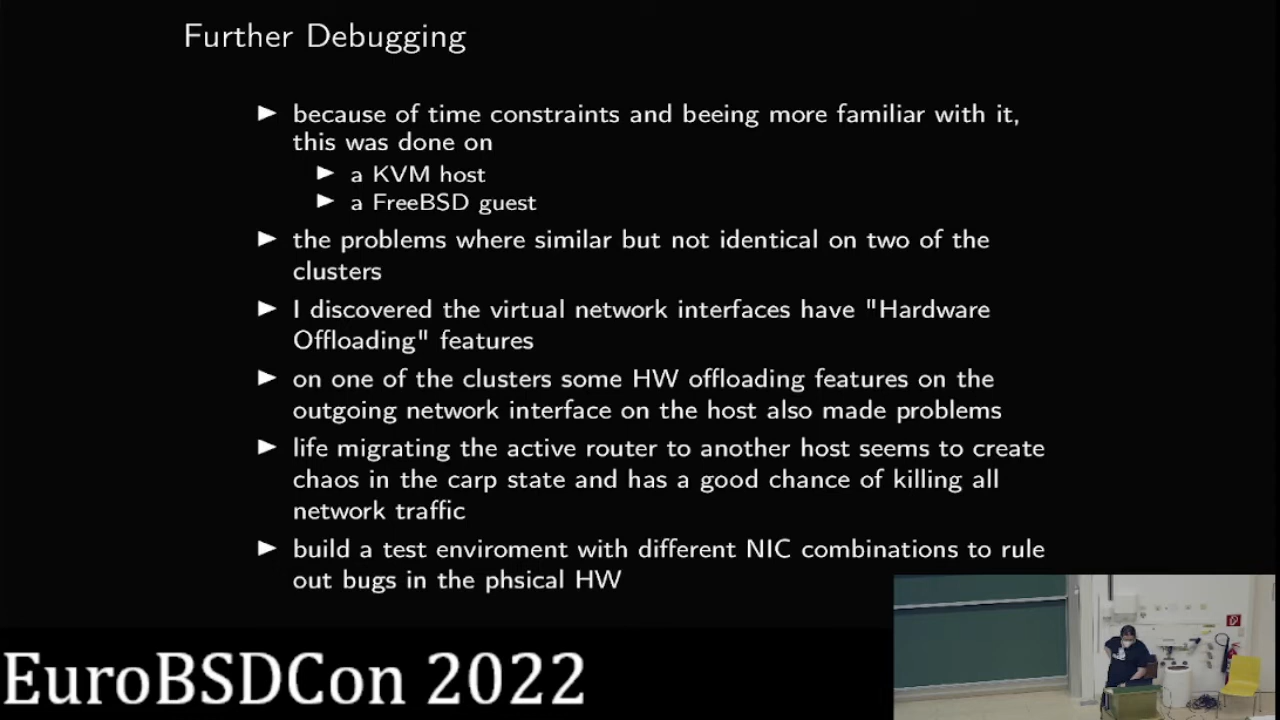 Further Debugging
► because of time constraints and beeing more familiar with it,
this was done on
► a KVM host
► a FreeBSD guest
► the problems where similar but not identical on two of the
clusters
► I discovered the virtual network interfaces have "Hardware
Offloading" features
► on one of the clusters some HW offloading features on the
outgoing network interface on the host also made problems
► life migrating the active router to another host seems to create
chaos in the carp state and has a good chance of killing all
network traffic
► build a test enviroment with different NIC combinations to rule
out bugs in the phsical HW
EuroBSDCon 2022